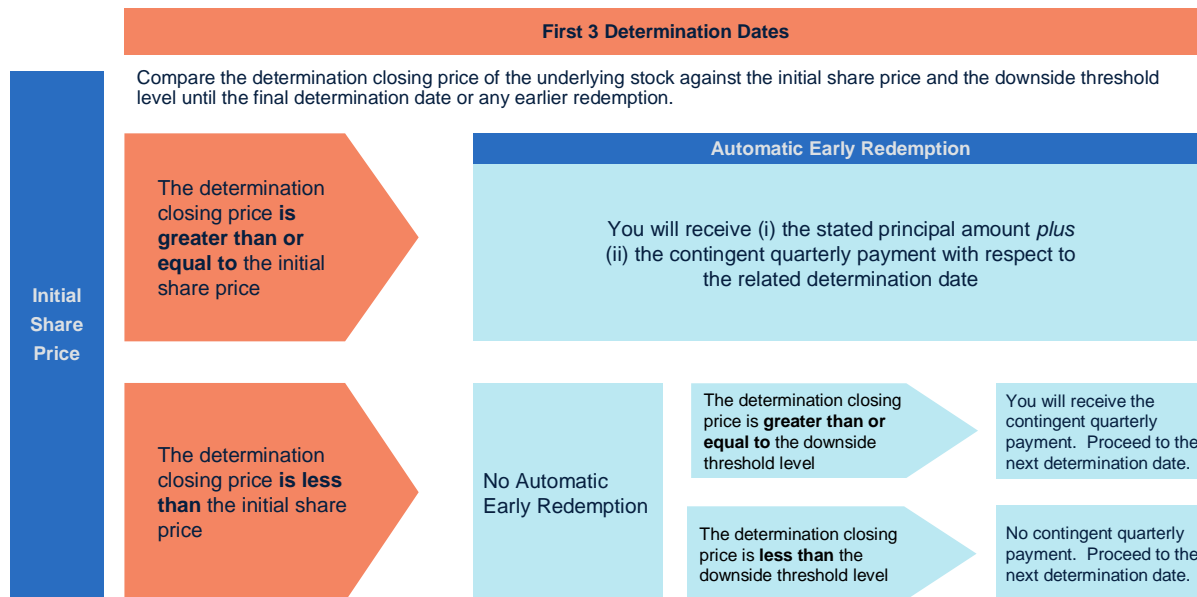 First 3 Determination Dates
Compare the determination closing price of the underlying stock against the initial share price and the downside threshold
level until the final determination date or any earlier redemption.
Initial
Share
Price
The determination
closing price is
greater than or
equal to the initial
share price
Automatic Early Redemption
You will receive (i) the stated principal amount plus
(ii) the contingent quarterly payment with respect to
the related determination date
The determination
closing price is less
than the initial share
price
No Automatic
Early Redemption
The determination closing
price is greater than or
equal to the downside
threshold level
You will receive the
contingent quarterly
payment.  Proceed to the
next determination date.
The determination closing
price is less than the
downside threshold level
No contingent quarterly
payment.  Proceed to the
next determination date.